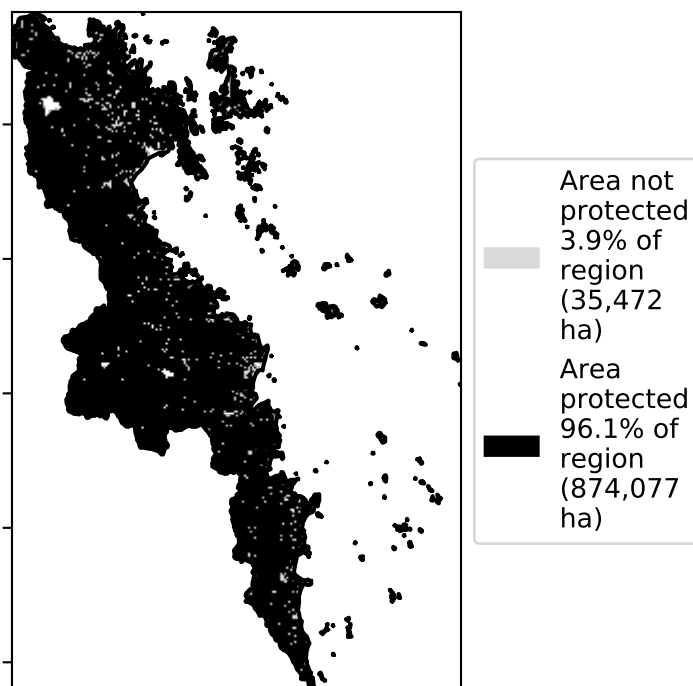 Area not
protected
3.9% of
region
(35,472
ha)
Area
protected
96.1% of
region
(874,077
ha)